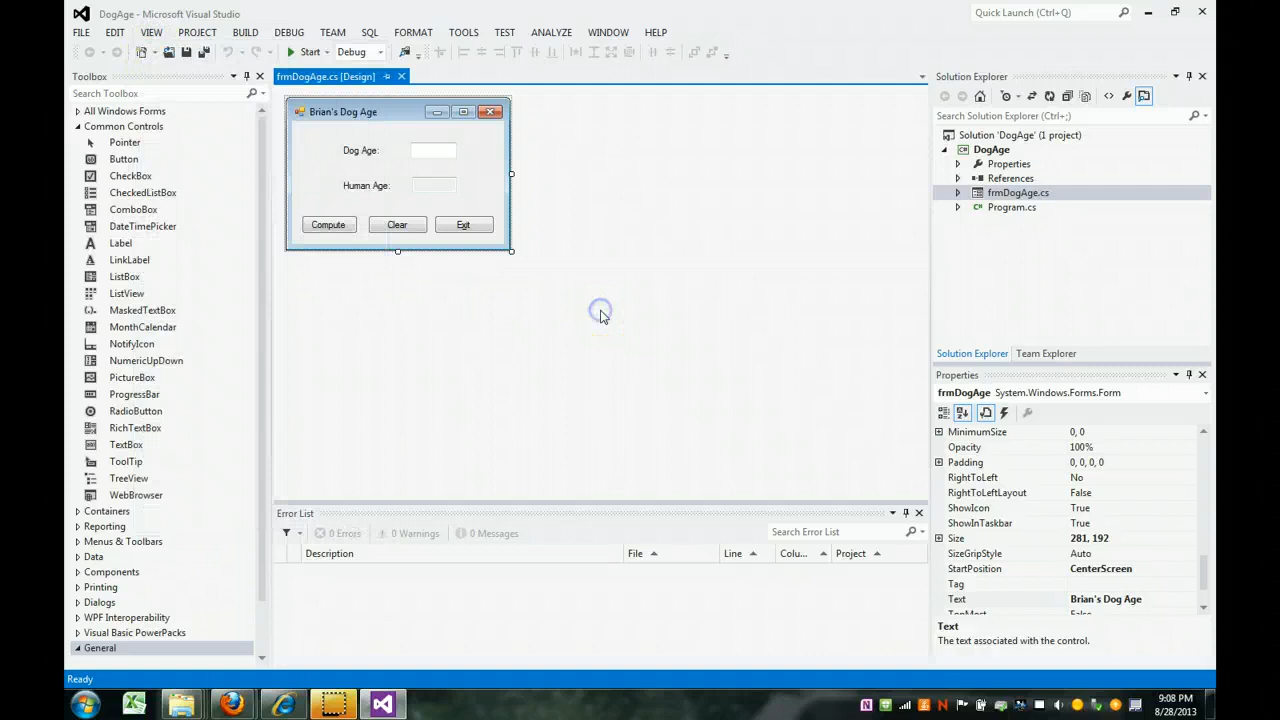 DogAge - Microsoft Visual Studio
Quick Launch (Ctrl+Q)
FILE EDIT VIEW PROJECT BUILD DEBUG TEAM SQL FORMAT TOOLS TEST ANALYZE WINDOW HELP
Start Debug
Toolbox
Search Toolbox
All Windows Forms
Common Controls
Pointer
Button
CheckBox
CheckedListBox
ComboBox
DateTimePicker
Label
LinkLabel
ListBox
ListView
MaskedTextBox
MonthCalendar
NotifyIcon
NumericUpDown
PictureBox
ProgressBar
RadioButton
RichTextBox
TextBox
ToolTip
TreeView
WebBrowser
Containers
Reporting
Menus & Toolbars
Data
Components
Printing
Dialogs
WPF Interoperability
Visual Basic PowerPacks
General
frmDogAge.cs [Design]
Brian's Dog Age
Dog Age:
Human Age:
Compute Clear Exit
Error List
0 Errors 0 Warnings 0 Messages Search Error List
Description File Line Colu... Project
Solution Explorer
Search Solution Explorer (Ctrl+;)
Solution 'DogAge' (1 project)
DogAge
Properties
References
frmDogAge.cs
Program.cs
Solution Explorer Team Explorer
Properties
frmDogAge System.Windows.Forms.Form
MinimumSize 0, 0
Opacity 100%
Padding 0, 0, 0, 0
RightToLeft No
RightToLeftLayout False
ShowIcon True
ShowInTaskbar True
Size 281, 192
SizeGripStyle Auto
StartPosition CenterScreen
Tag
Text Brian's Dog Age
TopMost False
Text
The text associated with the control.
Ready
9:08 PM
8/28/2013